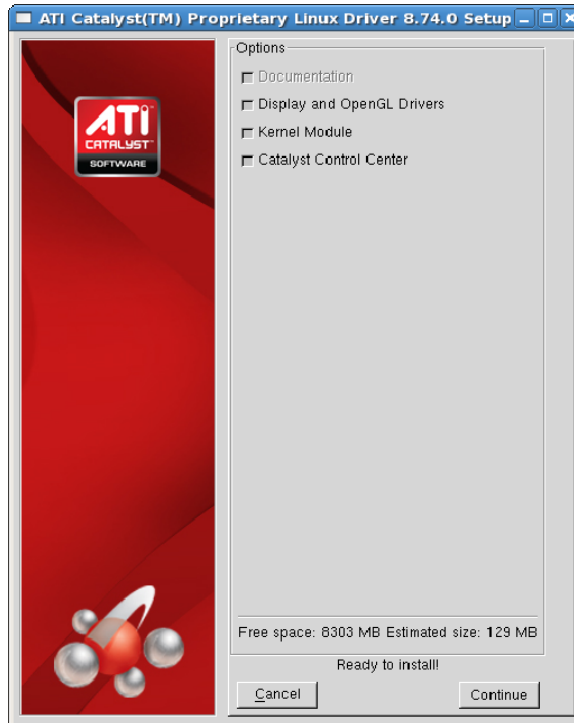 ATI Catalyst(TM) Proprietary Linux Driver 8.74.0 Setup
Options
Documentation
Display and OpenGL Drivers
Kernel Module
Catalyst Control Center
ATI
CATALYST™
SOFTWARE
Free space: 8303 MB Estimated size: 129 MB
Ready to install!
Cancel
Continue